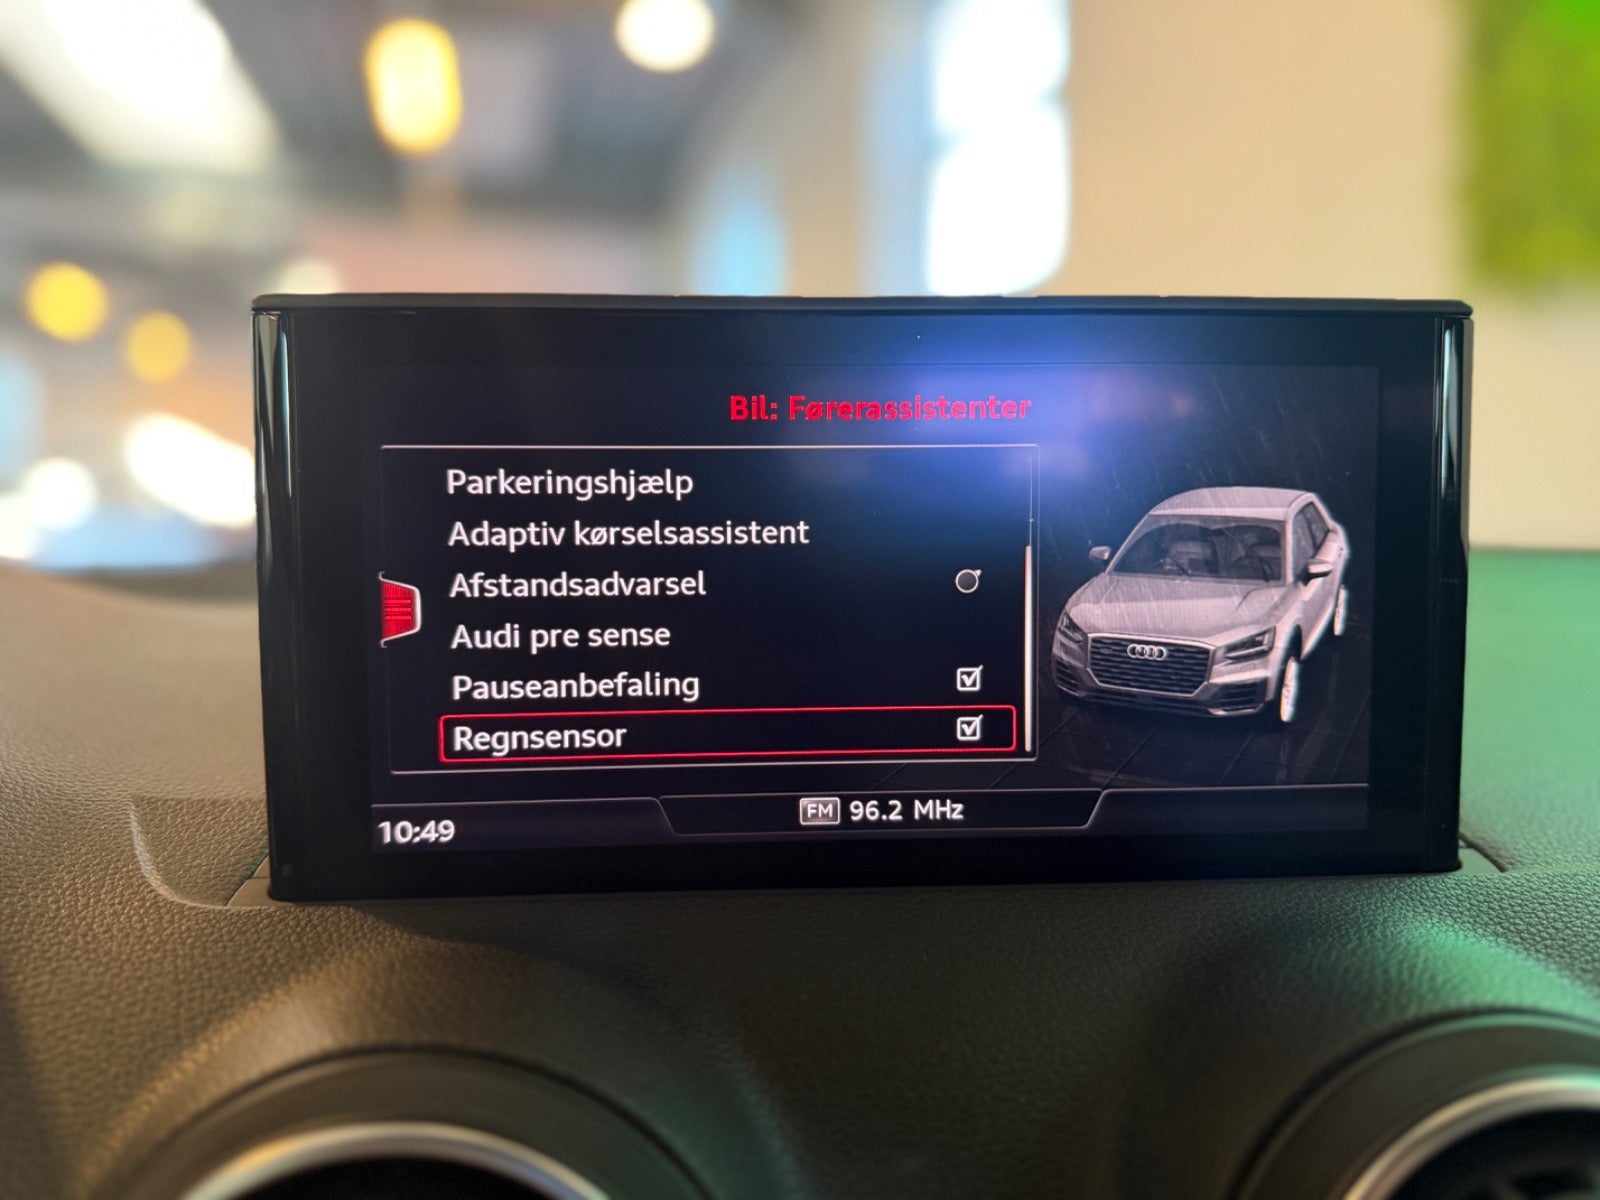 Bil: Førerassistenter
Parkeringshjælp
Adaptiv kørselsassistent
Afstandsadvarsel
Audi pre sense
Pauseanbefaling
Regnsensor
FM 96.2 MHz
10:49